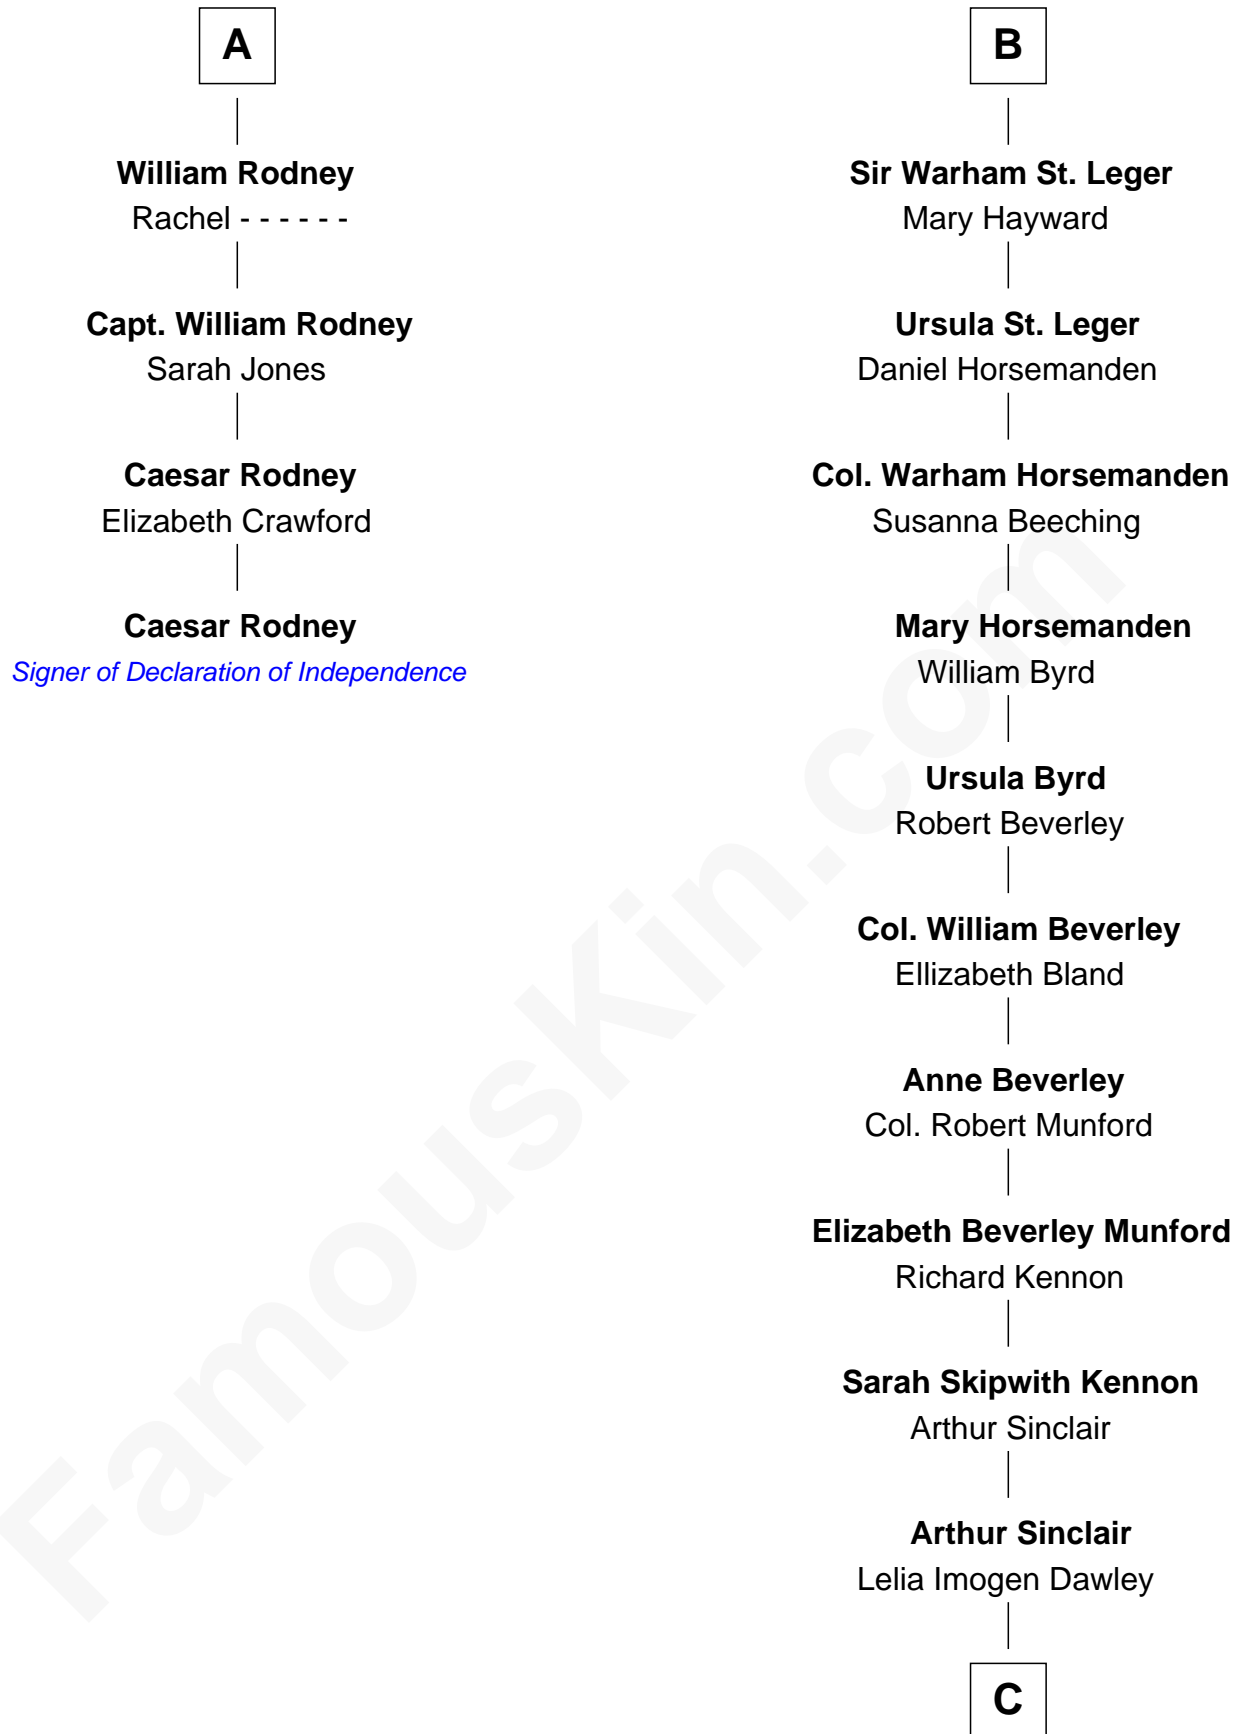 A
William Rodney
Rachel - - - - - -
Capt. William Rodney
Sarah Jones
Caesar Rodney
Elizabeth Crawford
Caesar Rodney
Signer of Declaration of Independence
B
Sir Warham St. Leger
Mary Hayward
Ursula St. Leger
Daniel Horsemanden
Col. Warham Horsemanden
Susanna Beeching
Mary Horsemanden
William Byrd
Ursula Byrd
Robert Beverley
Col. William Beverley
Ellizabeth Bland
Anne Beverley
Col. Robert Munford
Elizabeth Beverley Munford
Richard Kennon
Sarah Skipwith Kennon
Arthur Sinclair
Arthur Sinclair
Lelia Imogen Dawley
C
FamousKin.com